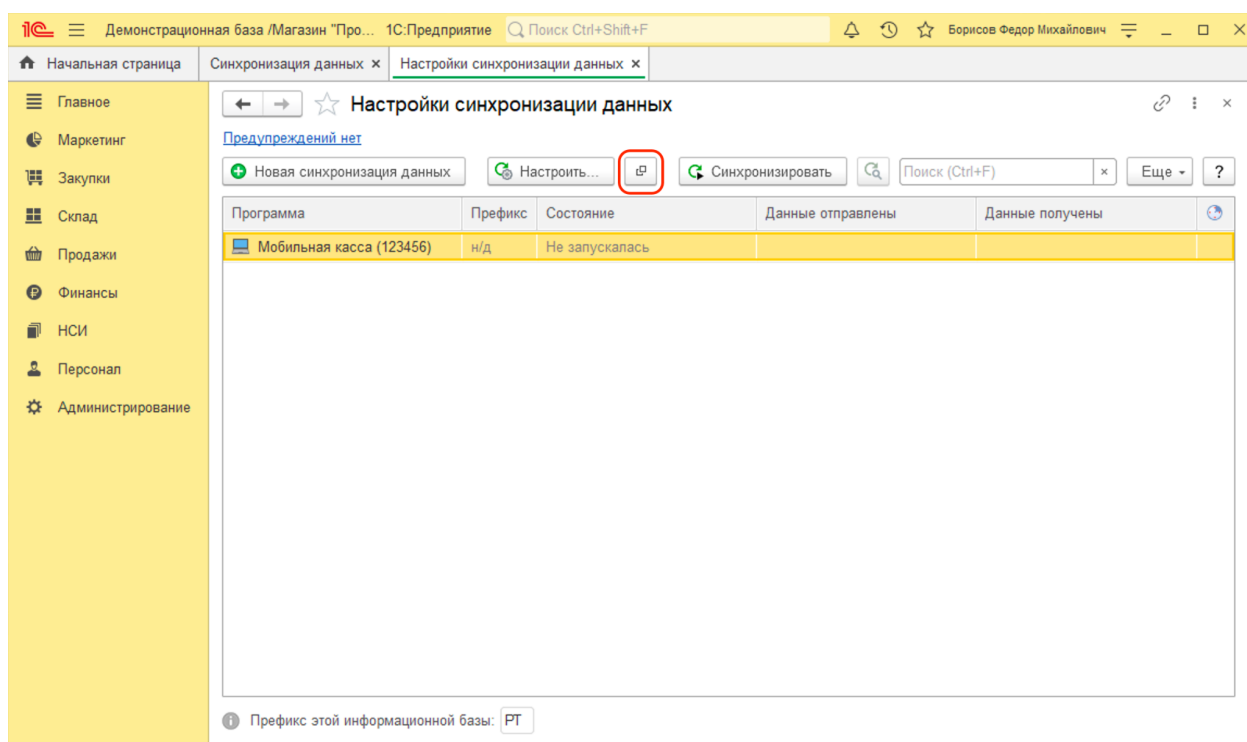 1С Демонстрационная база /Магазин "Про... 1С:Предприятие Поиск Ctrl+Shift+F Борисов Федор Михайлович
Начальная страница Синхронизация данных × Настройки синхронизации данных ×
Главное
Маркетинг
Закупки
Склад
Продажи
Финансы
НСИ
Персонал
Администрирование
Настройки синхронизации данных
Предупреждений нет
Новая синхронизация данных Настроить... Синхронизировать Поиск (Ctrl+F) × Еще ?
Программа Префикс Состояние Данные отправлены Данные получены
Мобильная касса (123456) н/д Не запускалась
Префикс этой информационной базы: РТ